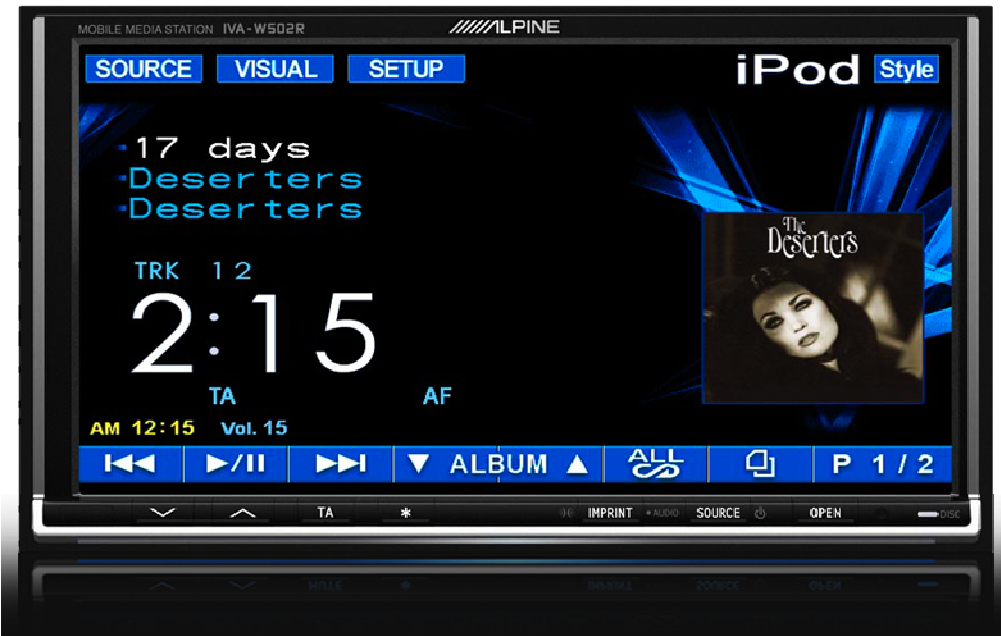 MOBILE MEDIA STATION IVA-W502R ALPINE
SOURCE VISUAL SETUP iPod Style
17 days
Deserters
Deserters
The
Deserters
TRK 12
2:15
TA AF
AM 12:15 Vol. 15
ALBUM ALL P 1/2
TA * IMPRINT AUDIO SOURCE OPEN DISC